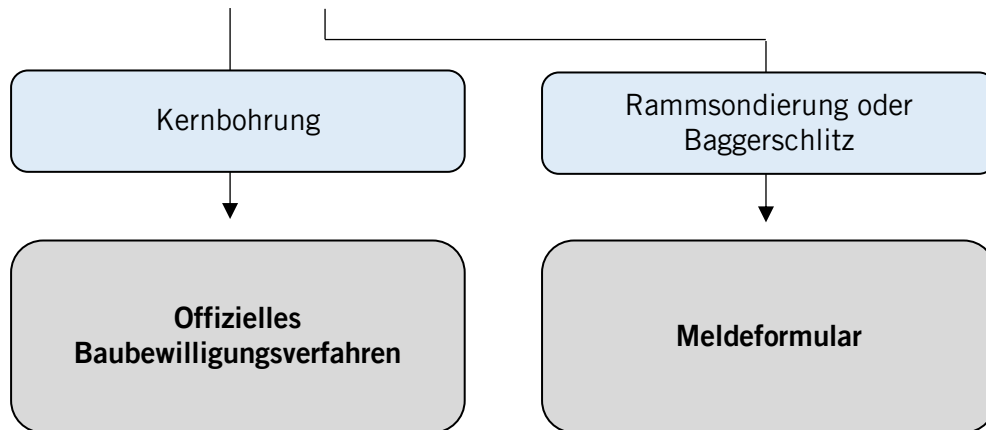 Kernbohrung
Rammsondierung oder
Baggerschlitz
Offizielles
Baubewilligungsverfahren
Meldeformular